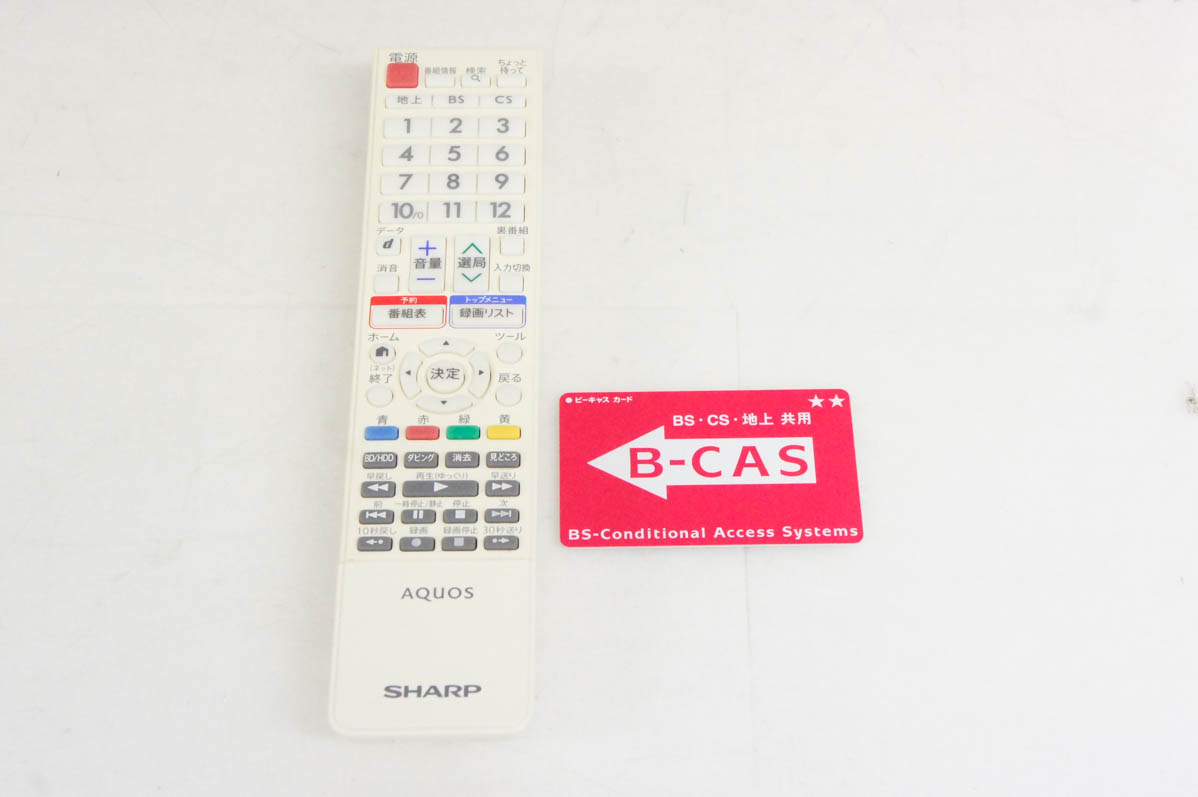 電源
番組情報
検索
ちょっと
待って
地上 BS CS
1 2 3
4 5 6
7 8 9
10/0 11 12
データ
d
裏番組
消音
+
音量
−
選局
入力切換
予約
番組表
トップメニュー
録画リスト
ホーム
ツール
(ネット)
終了
決定
戻る
青 赤 緑 黄
BD/HDD ダビング 消去 見どころ
早戻し 再生(ゆっくり) 早送り
前 一時停止/静止 停止 次
10秒戻し 録画 録画停止 30秒送り
AQUOS
SHARP
ビーキャス カード
★★
BS・CS・地上 共用
B-CAS
BS-Conditional Access Systems